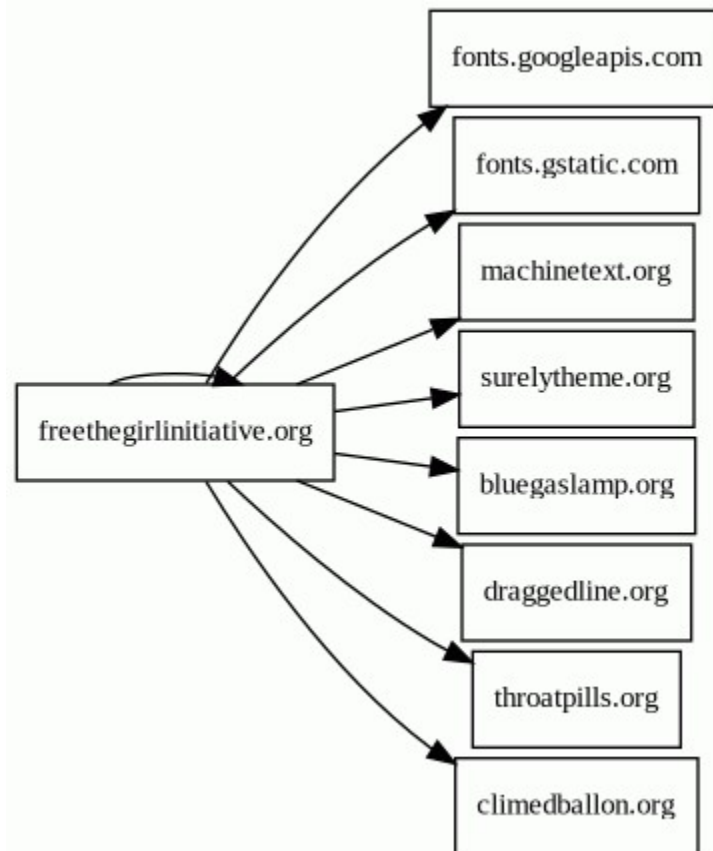 fonts.googleapis.com
fonts.gstatic.com
machinetext.org
surelytheme.org
freethegirlinitiative.org
bluegaslamp.org
draggedline.org
throatpills.org
climedballon.org